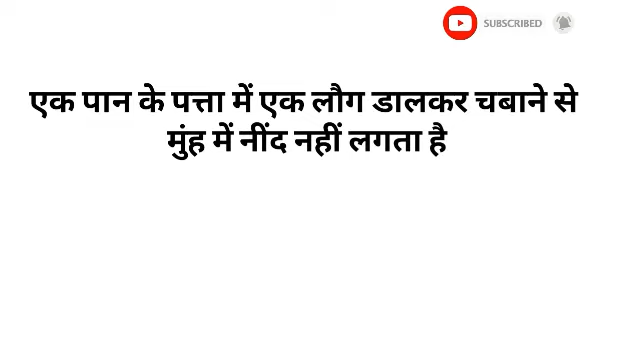 SUBSCRIBED
एक पान के पत्ता में एक लौग डालकर चबाने से
मुंह में नींद नहीं लगता है